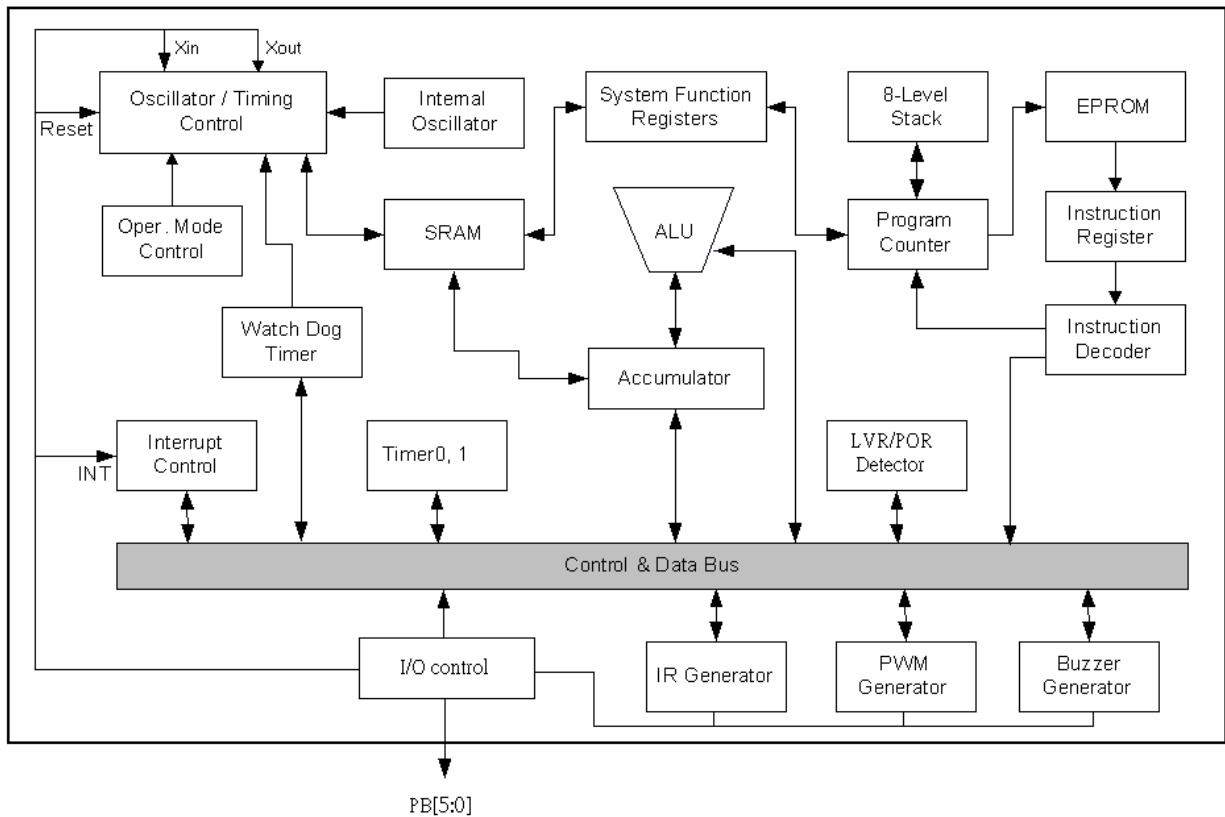 Xin
Xout
Oscillator / Timing
Control
Internal
Oscillator
System Function
Registers
8-Level
Stack
EPROM
Reset
Oper. Mode
Control
SRAM
ALU
Program
Counter
Instruction
Register
Watch Dog
Timer
Accumulator
Instruction
Decoder
Interrupt
Control
INT
Timer0, 1
LVR/POR
Detector
Control & Data Bus
I/O control
IR Generator
PWM
Generator
Buzzer
Generator
PB[5:0]